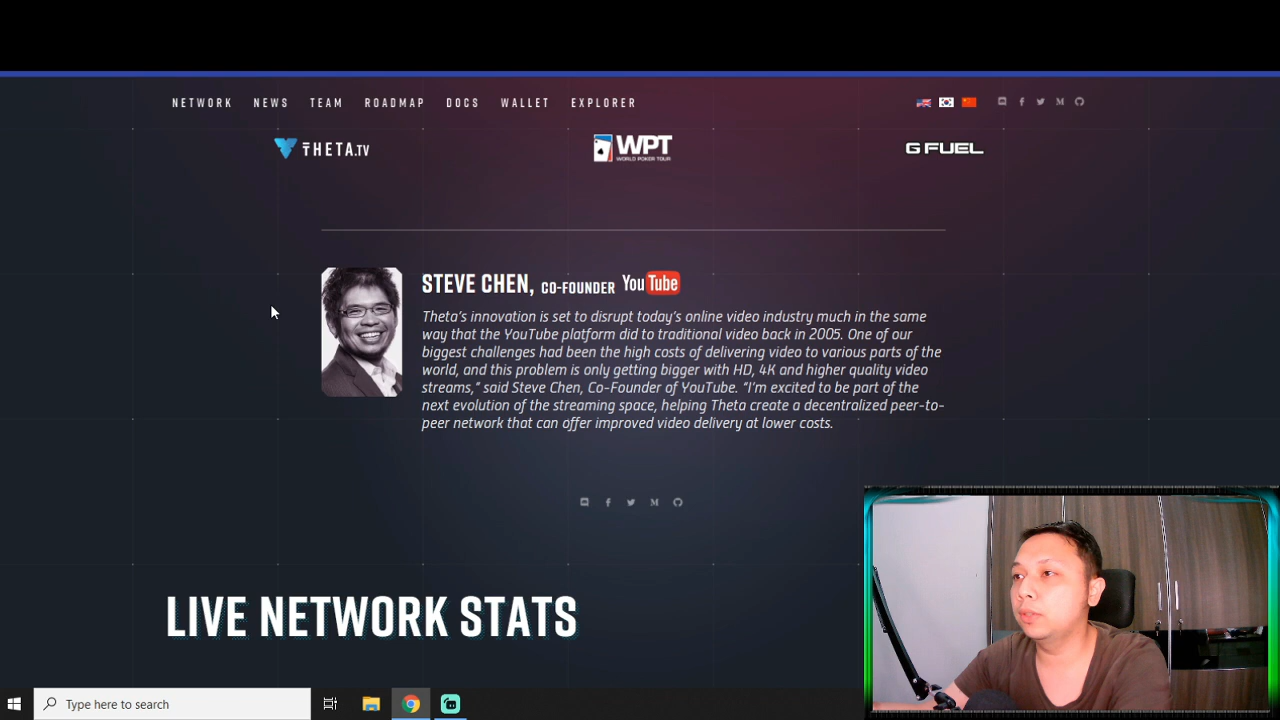 NETWORK NEWS TEAM ROADMAP DOCS WALLET EXPLORER
THETA.TV WPT G FUEL
WORLD POKER TOUR
STEVE CHEN, CO-FOUNDER YouTube
Theta's innovation is set to disrupt today's online video industry much in the same
way that the YouTube platform did to traditional video back in 2005. One of our
biggest challenges had been the high costs of delivering video to various parts of the
world, and this problem is only getting bigger with HD, 4K and higher quality video
streams," said Steve Chen, Co-Founder of YouTube. "I'm excited to be part of the
next evolution of the streaming space, helping Theta create a decentralized peer-to-
peer network that can offer improved video delivery at lower costs.
LIVE NETWORK STATS
Type here to search